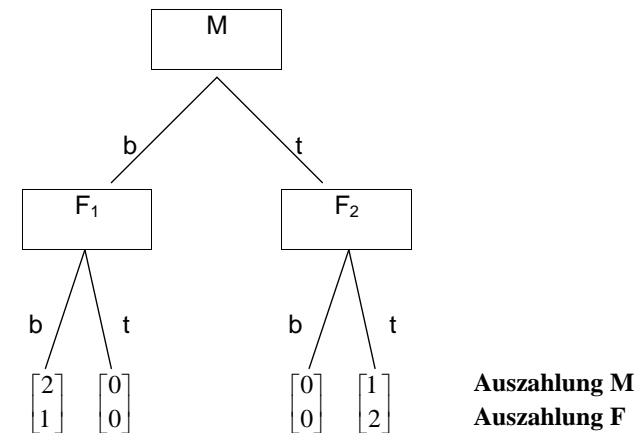 M
b t
F₁ F₂
b t b t
2 0 0 1 Auszahlung M
1 0 0 2 Auszahlung F